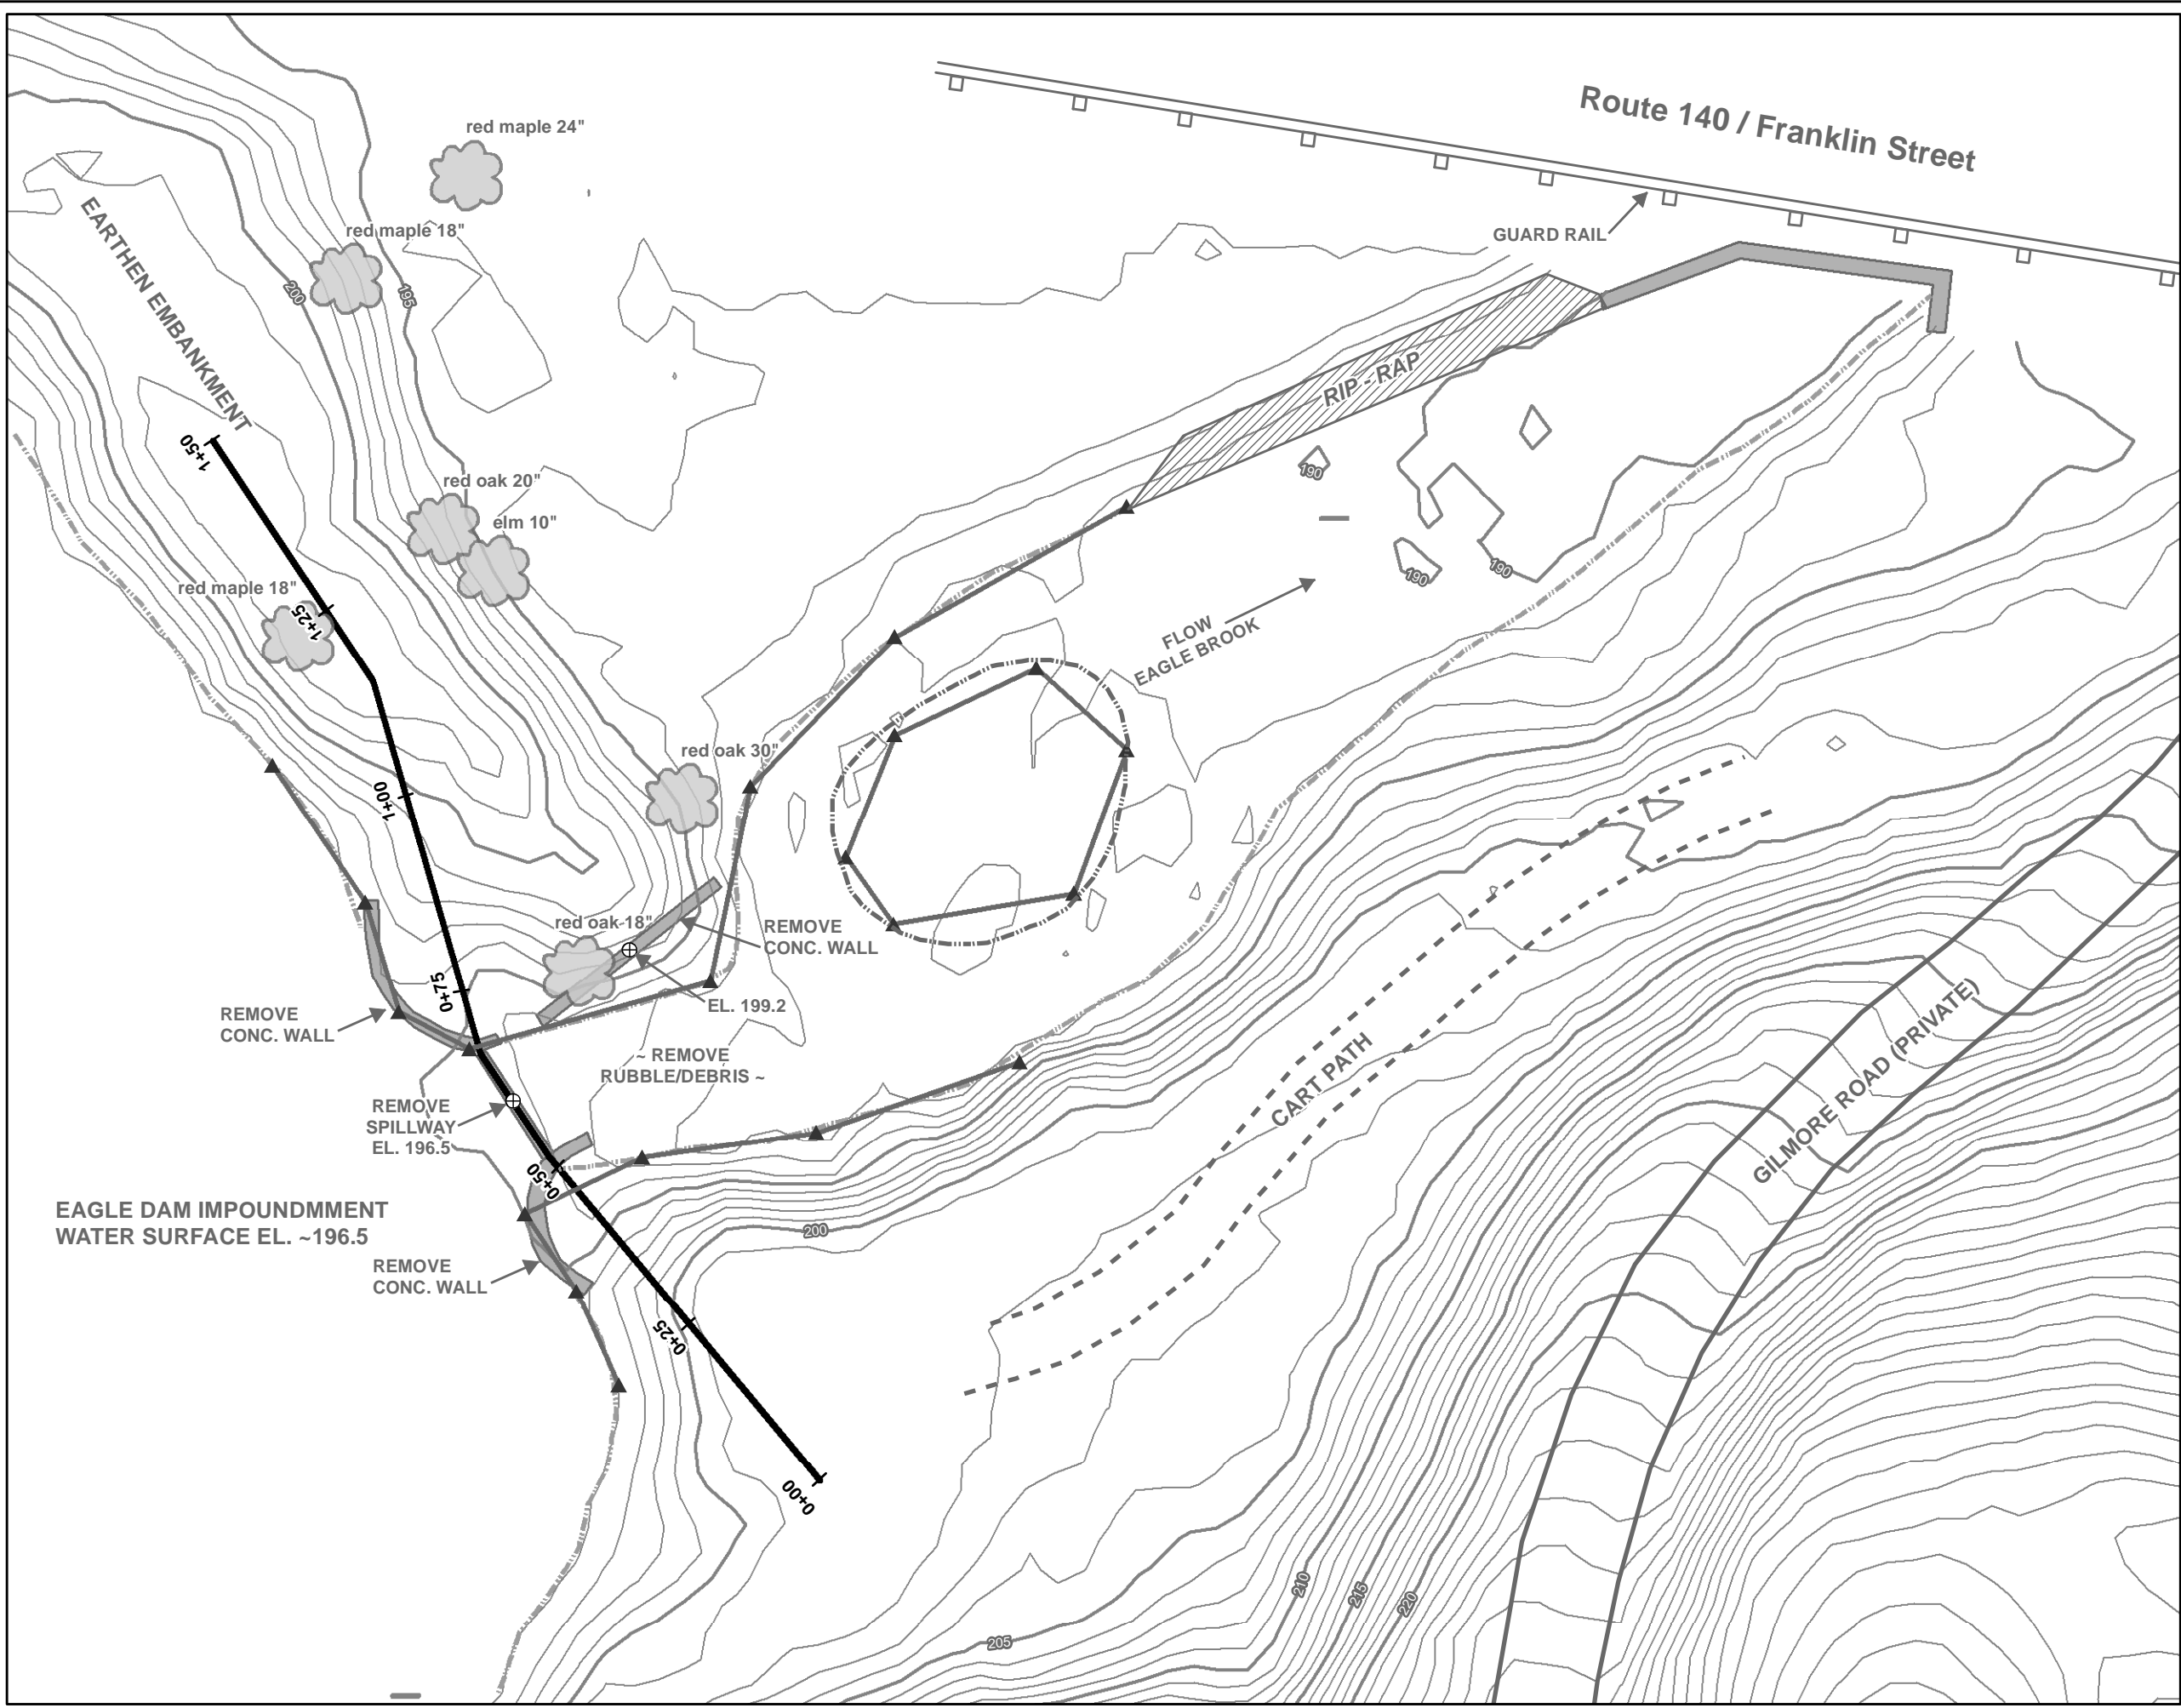 Route 140 / Franklin Street
red maple 24"
GUARD RAIL
red maple 18"
EARTHEN EMBANKMENT
200
195
RIP - RAP
1+50
red oak 20"
190
elm 10"
190
190
red maple 18"
1+25
FLOW
EAGLE BROOK
red oak 30"
1+00
red oak 18"
REMOVE
CONC. WALL
0+75
EL. 199.2
REMOVE
CONC. WALL
~ REMOVE
RUBBLE/DEBRIS ~
CART PATH
GILMORE ROAD (PRIVATE)
REMOVE
SPILLWAY
EL. 196.5
0+50
EAGLE DAM IMPOUNDMMENT
WATER SURFACE EL. ~196.5
200
REMOVE
CONC. WALL
0+25
0+00
210
215
220
205